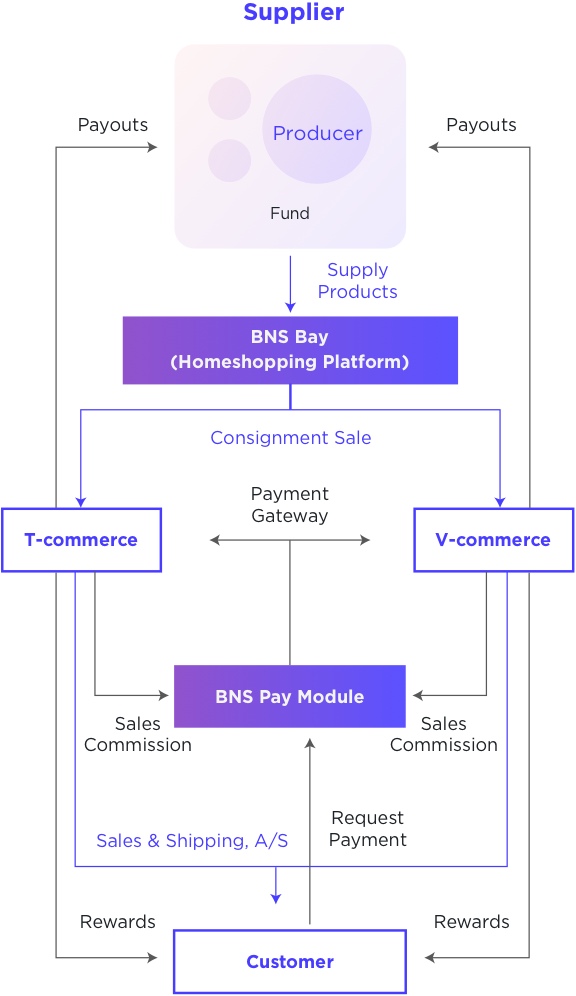 Supplier
Payouts
Payouts
Producer
Fund
Supply
Products
BNS Bay
(Homeshopping Platform)
Consignment Sale
Payment
Gateway
T-commerce
V-commerce
BNS Pay Module
Sales
Commission
Sales
Commission
Request
Payment
Sales & Shipping, A/S
Rewards
Rewards
Customer